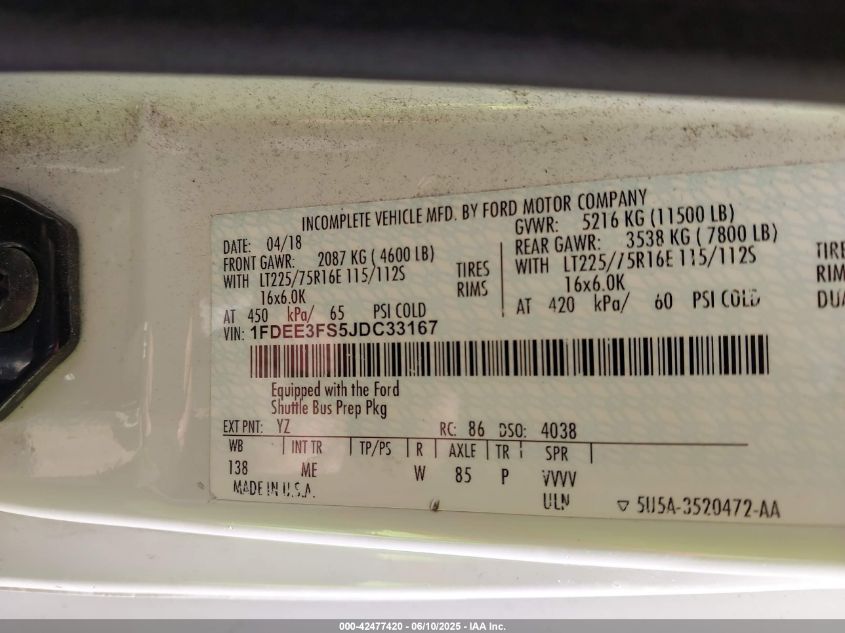 INCOMPLETE VEHICLE MFD. BY FORD MOTOR COMPANY
DATE: 04/18 GVWR: 5216 KG (11500 LB)
FRONT GAWR: 2087 KG ( 4600 LB) REAR GAWR: 3538 KG ( 7800 LB)
WITH LT225/75R16E 115/112S TIRES WITH LT225/75R16E 115/112S TIRE
16x6.0K RIMS 16x6.0K RIM
AT 450 kPa/ 65 PSI COLD AT 420 kPa/ 60 PSI COLD DUA
VIN: 1FDEE3FS5JDC33167
Equipped with the Ford
Shuttle Bus Prep Pkg
EXT PNT: YZ RC: 86 DSO: 4038
WB INT TR TP/PS R AXLE TR SPR
138 ME W 85 P VVVV
MADE IN U.S.A. ULN ▽ 5U5A-3520472-AA
000-42477420 - 06/10/2025 - IAA Inc.